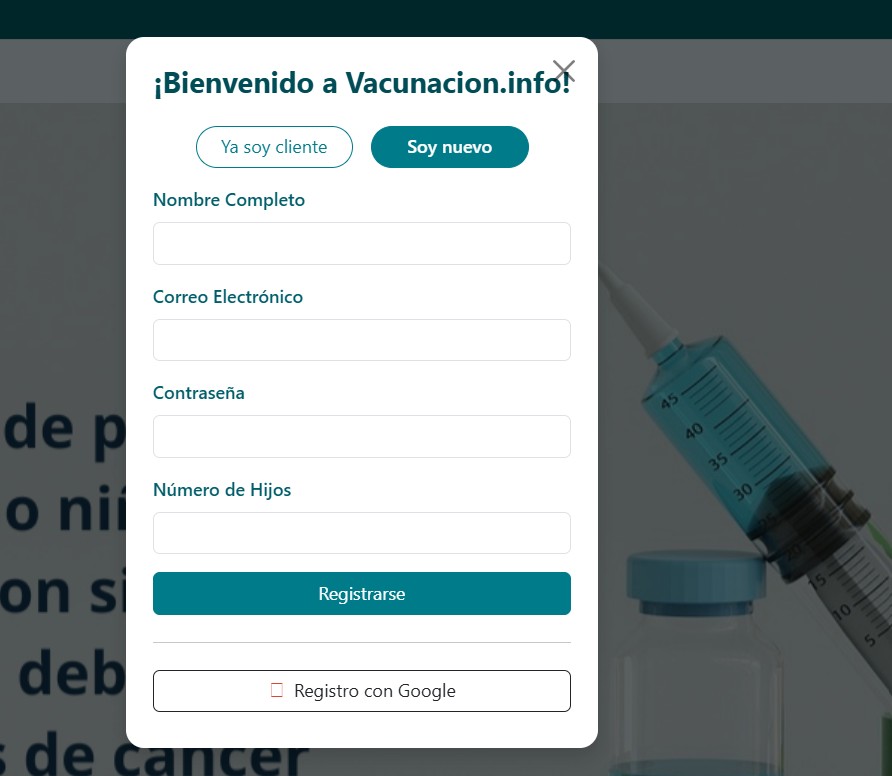 ¡Bienvenido a Vacunacion.info!
Ya soy cliente
Soy nuevo
Nombre Completo
Correo Electrónico
Contraseña
Número de Hijos
Registrarse
Registro con Google
de p
o niñ
on si
deb
s de cáncer
45
40
35
30
25
20
15
10
5